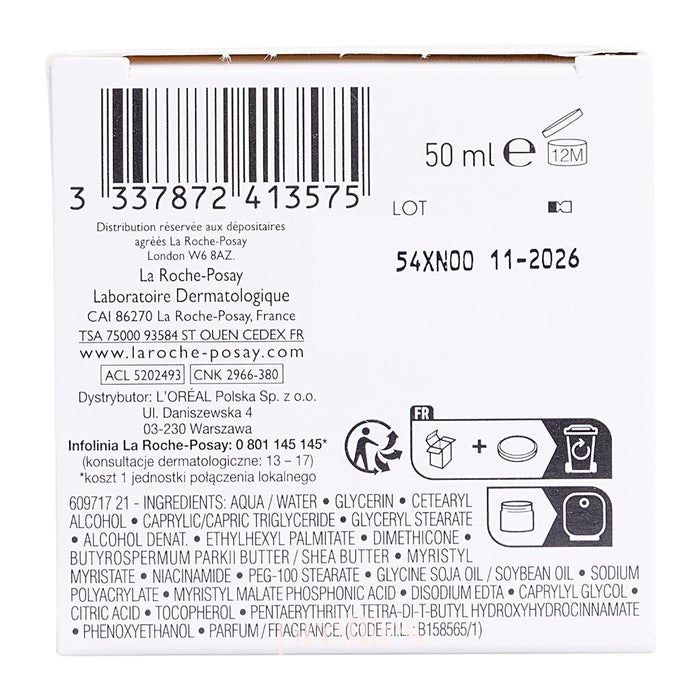 50 ml e
12M
3 337872 413575
LOT
54XN00 11-2026
Distribution réservée aux dépositaires
agréés La Roche-Posay
London W6 8AZ.
La Roche-Posay
Laboratoire Dermatologique
CAI 86270 La Roche-Posay, France
TSA 75000 93584 ST OUEN CEDEX FR
www.laroche-posay.com
ACL 5202493 CNK 2966-380
Dystrybutor: L'ORÉAL Polska Sp. z o.o.
Ul. Daniszewska 4
03-230 Warszawa
Infolinia La Roche-Posay: 0 801 145 145*
(konsultacje dermatologiczne: 13 – 17)
*koszt 1 jednostki połączenia lokalnego
FR
+
609717 21 - INGREDIENTS: AQUA / WATER • GLYCERIN • CETEARYL
ALCOHOL • CAPRYLIC/CAPRIC TRIGLYCERIDE • GLYCERYL STEARATE
• ALCOHOL DENAT. • ETHYLHEXYL PALMITATE • DIMETHICONE •
BUTYROSPERMUM PARKII BUTTER / SHEA BUTTER • MYRISTYL
MYRISTATE • NIACINAMIDE • PEG-100 STEARATE • GLYCINE SOJA OIL / SOYBEAN OIL • SODIUM
POLYACRYLATE • MYRISTYL MALATE PHOSPHONIC ACID • DISODIUM EDTA • CAPRYLYL GLYCOL •
CITRIC ACID • TOCOPHEROL • PENTAERYTHRITYL TETRA-DI-T-BUTYL HYDROXYHYDROCINNAMATE
• PHENOXYETHANOL • PARFUM / FRAGRANCE. (CODE F.I.L. : B158565/1)